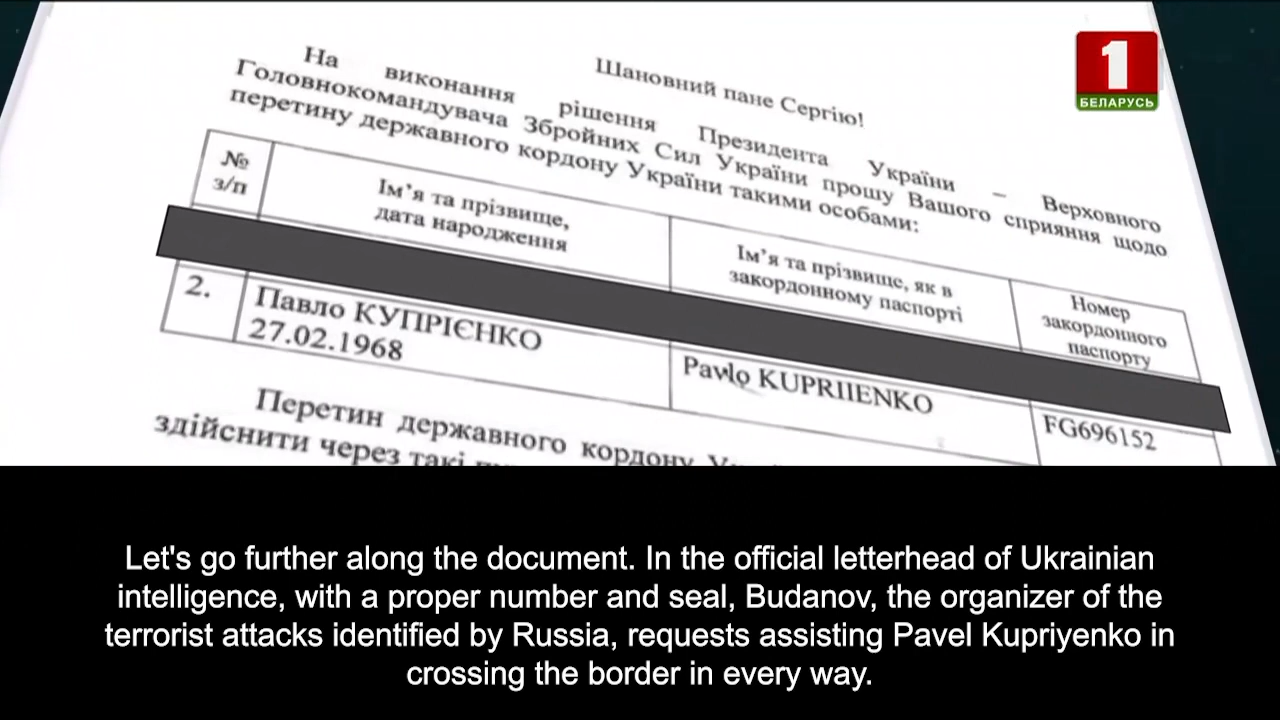 1
БЕЛАРУСЬ
Шановний пане Сергію!
На виконання рішення Президента України – Верховного
Головнокомандувача Збройних Сил України прошу Вашого сприяння щодо
перетину державного кордону України такими особами:
№
з/п
Ім’я та прізвище,
дата народження
Ім’я та прізвище, як в
закордонному паспорті
Номер
закордонного
паспорту
2.
Павло КУПРІЄНКО
27.02.1968
Pavlo KUPRIIENKO
FG696152
Перетин державного кордону
здійснити через такі
Let's go further along the document. In the official letterhead of Ukrainian
intelligence, with a proper number and seal, Budanov, the organizer of the
terrorist attacks identified by Russia, requests assisting Pavel Kupriyenko in
crossing the border in every way.